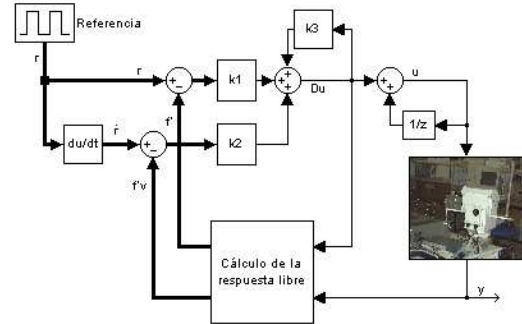 Referencia
k3
r
r
k1
Du
u
f'
1/z
du/dt
ṙ
k2
f'v
Cálculo de la
respuesta libre
y